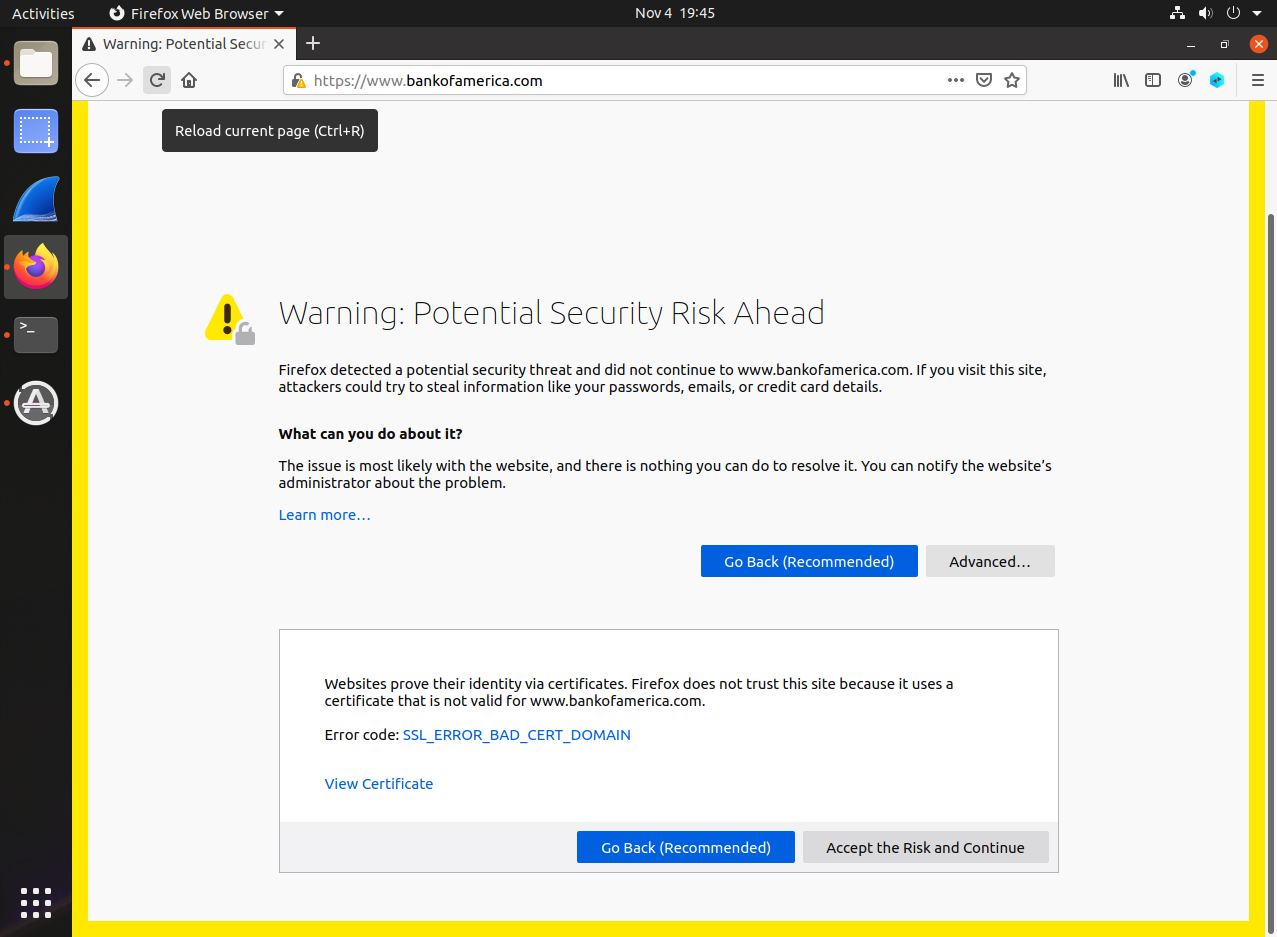 Activities
Firefox Web Browser
Nov 4 19:45
Warning: Potential Secur
https://www.bankofamerica.com
Reload current page (Ctrl+R)
>_
Warning: Potential Security Risk Ahead
Firefox detected a potential security threat and did not continue to www.bankofamerica.com. If you visit this site,
attackers could try to steal information like your passwords, emails, or credit card details.
What can you do about it?
The issue is most likely with the website, and there is nothing you can do to resolve it. You can notify the website's
administrator about the problem.
Learn more…
Go Back (Recommended)
Advanced…
Websites prove their identity via certificates. Firefox does not trust this site because it uses a
certificate that is not valid for www.bankofamerica.com.
Error code: SSL_ERROR_BAD_CERT_DOMAIN
View Certificate
Go Back (Recommended)
Accept the Risk and Continue